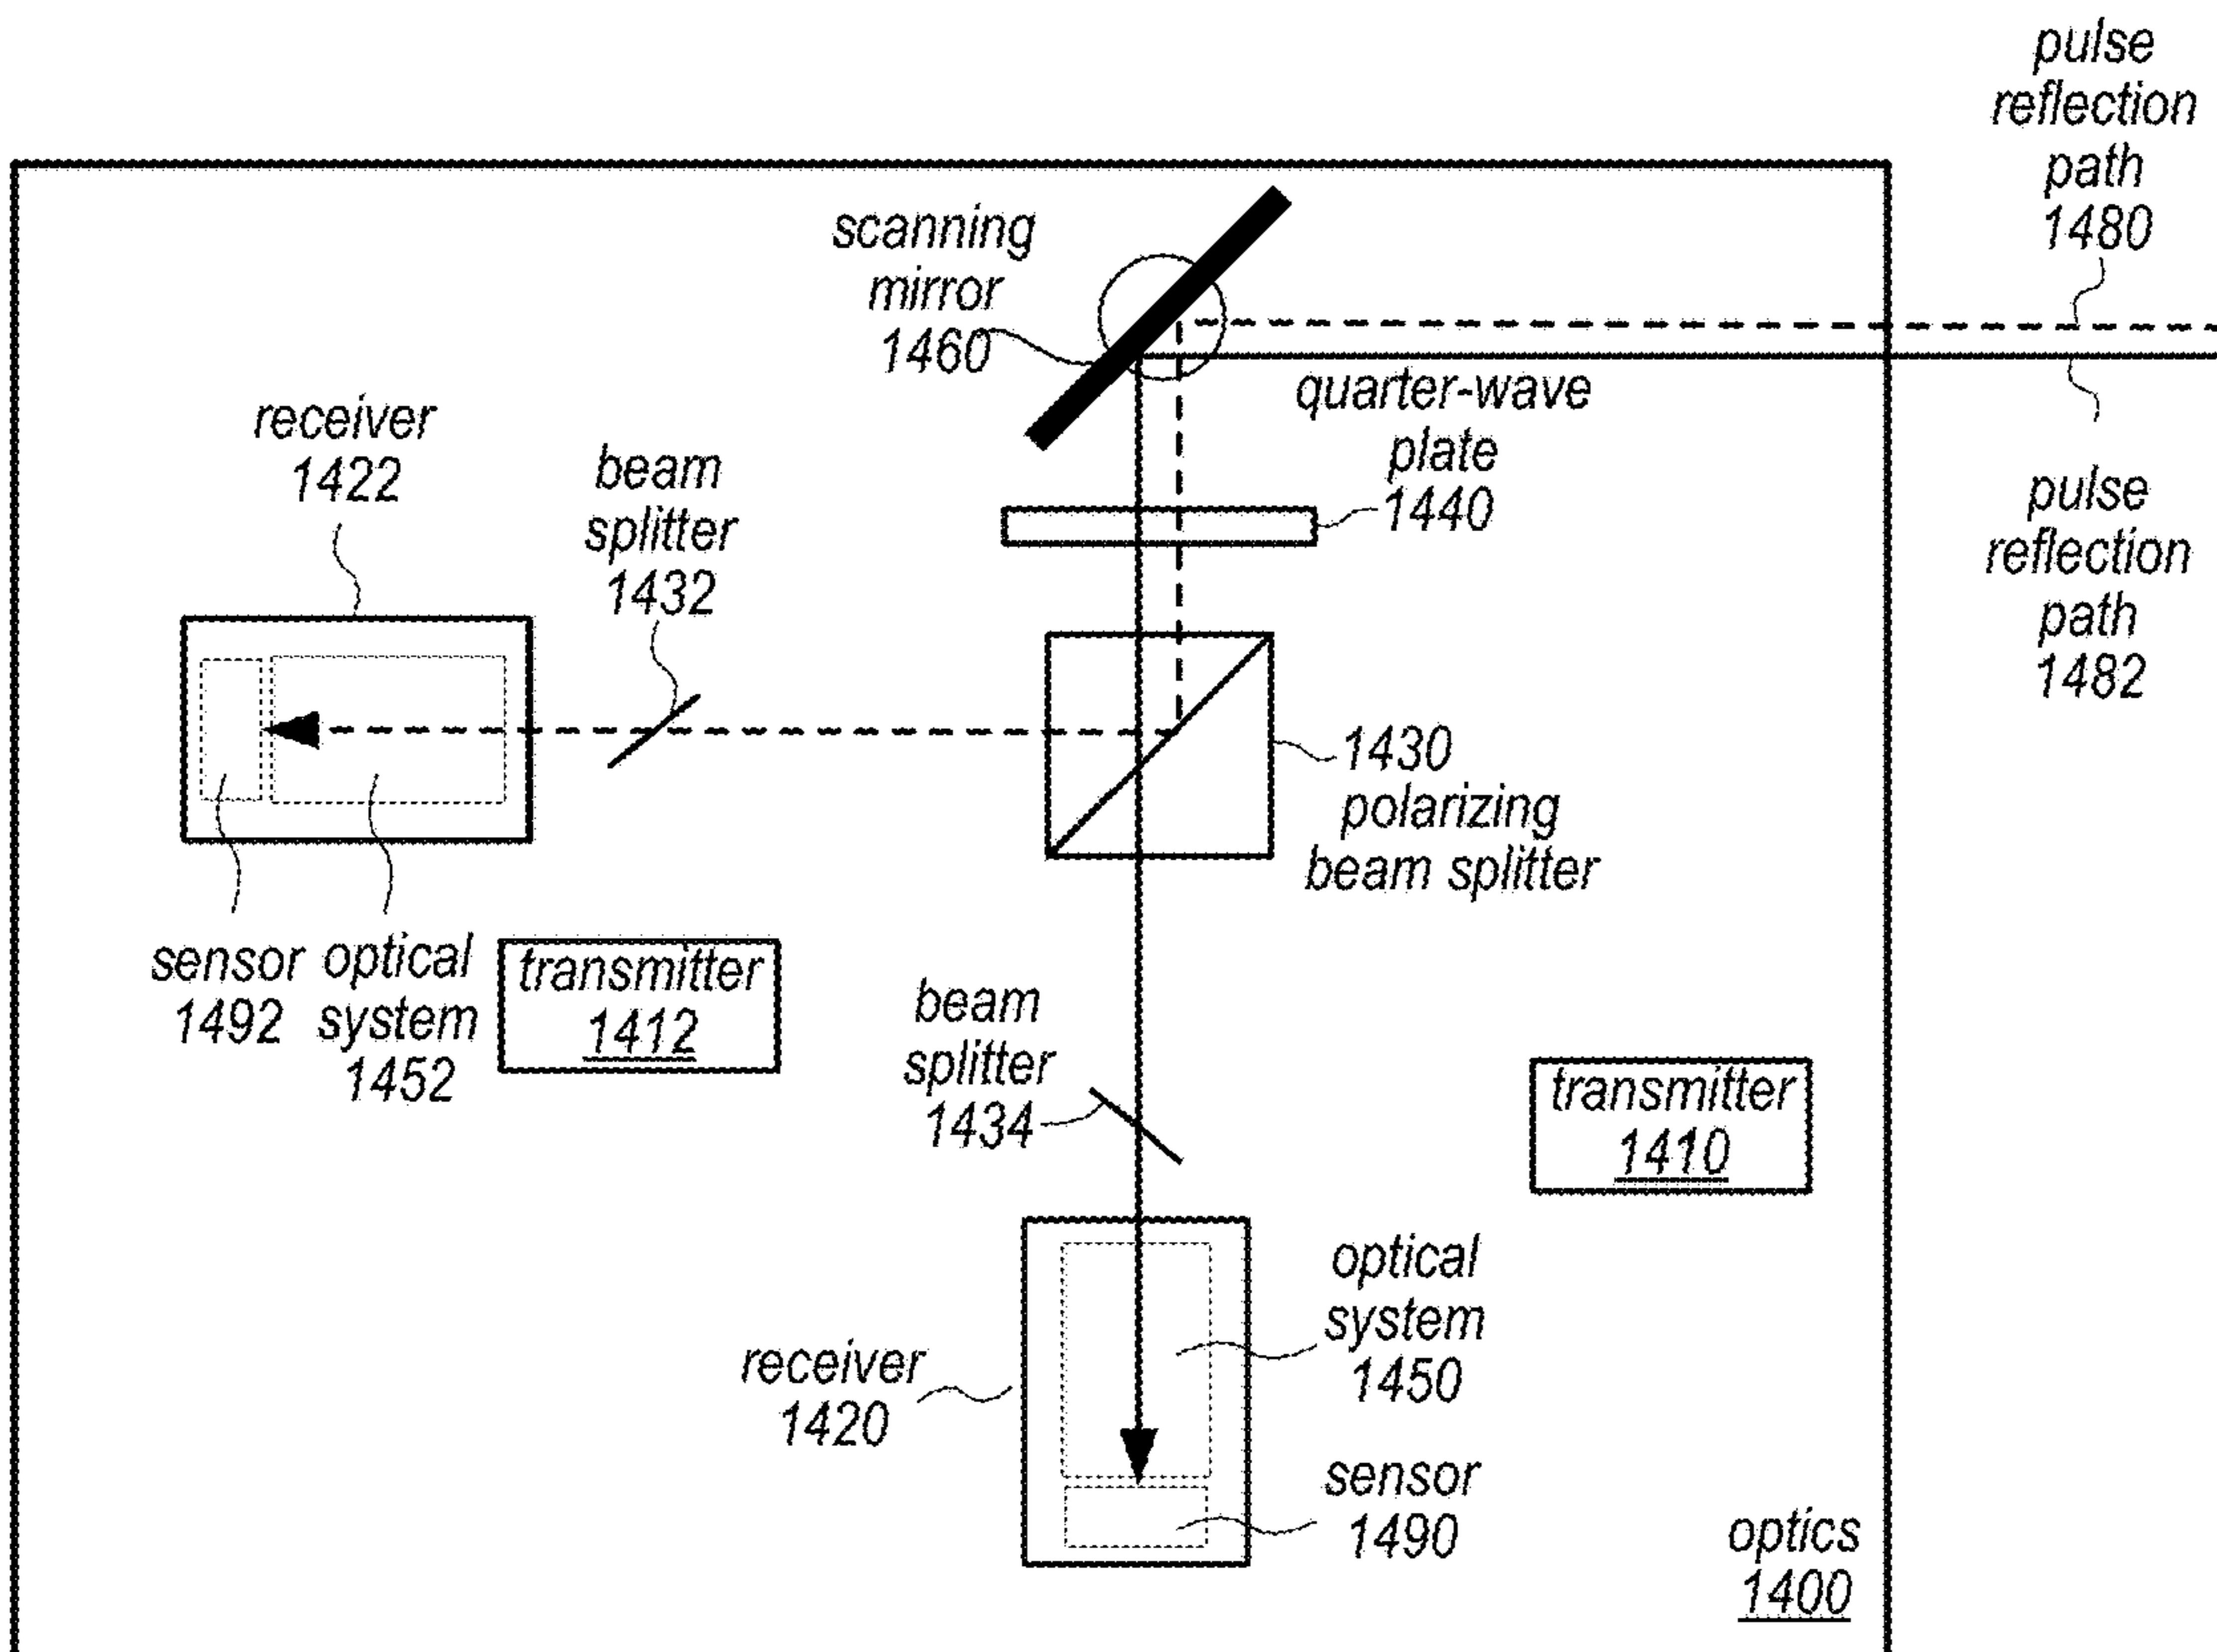 pulse
reflection
path
1480
scanning
mirror
1460
quarter-wave
plate
1440
receiver
1422
beam
splitter
1432
pulse
reflection
path
1482
1430
polarizing
beam splitter
sensor
1492
optical
system
1452
transmitter
1412
beam
splitter
1434
transmitter
1410
optical
system
1450
receiver
1420
sensor
1490
optics
1400